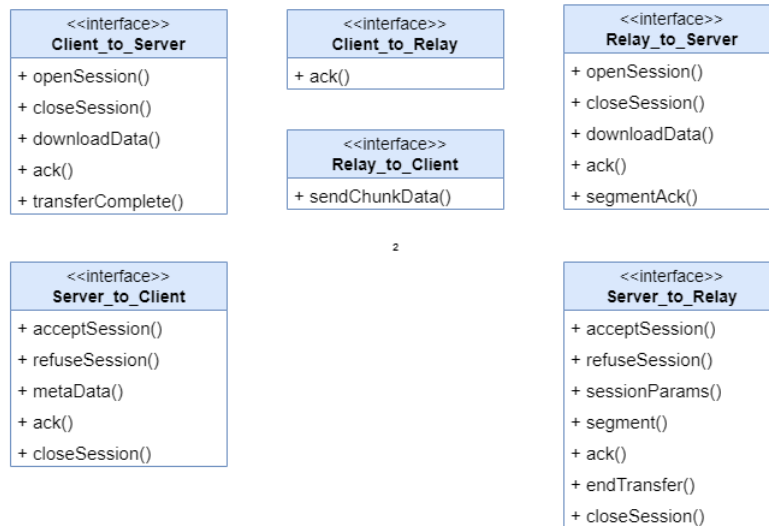 <<interface>>
Client_to_Server
+ openSession()
+ closeSession()
+ downloadData()
+ ack()
+ transferComplete()
<<interface>>
Client_to_Relay
+ ack()
<<interface>>
Relay_to_Client
+ sendChunkData()
<<interface>>
Relay_to_Server
+ openSession()
+ closeSession()
+ downloadData()
+ ack()
+ segmentAck()
2
<<interface>>
Server_to_Client
+ acceptSession()
+ refuseSession()
+ metaData()
+ ack()
+ closeSession()
<<interface>>
Server_to_Relay
+ acceptSession()
+ refuseSession()
+ sessionParams()
+ segment()
+ ack()
+ endTransfer()
+ closeSession()